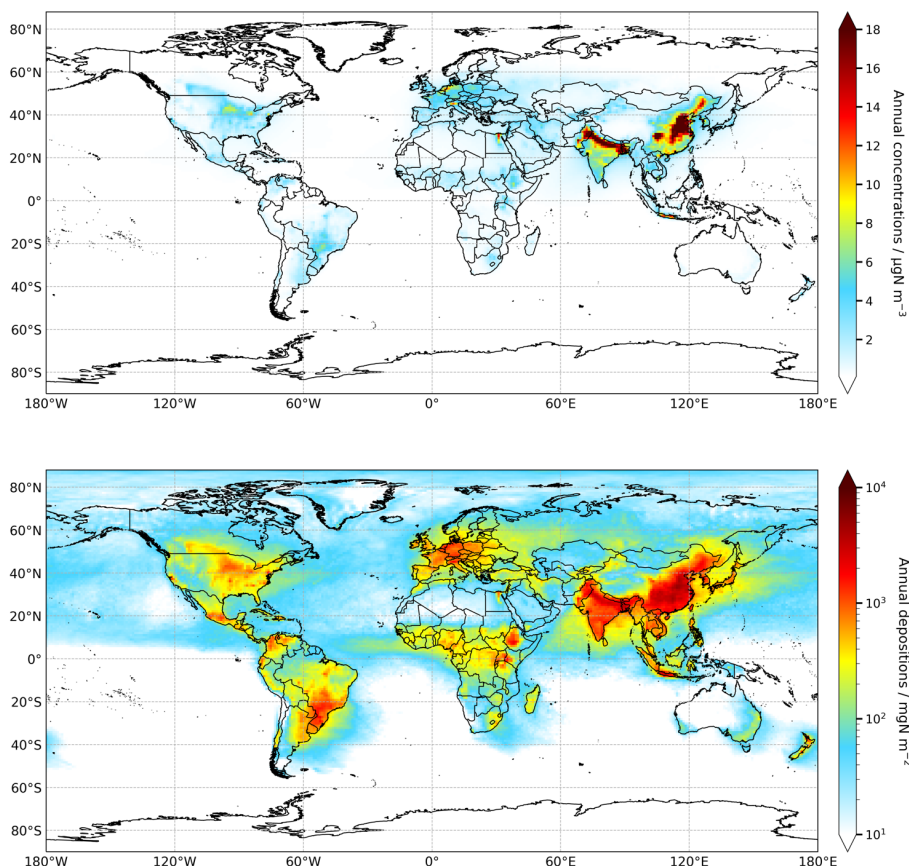 80°N
60°N
40°N
20°N
0°
20°S
40°S
60°S
80°S
180°W 120°W 60°W 0° 60°E 120°E 180°E
18
16
14
12
10
8
6
4
2
Annual concentrations / μgN m⁻³
80°N
60°N
40°N
20°N
0°
20°S
40°S
60°S
80°S
180°W 120°W 60°W 0° 60°E 120°E 180°E
10⁴
10³
10²
10¹
Annual depositions / mgN m⁻²